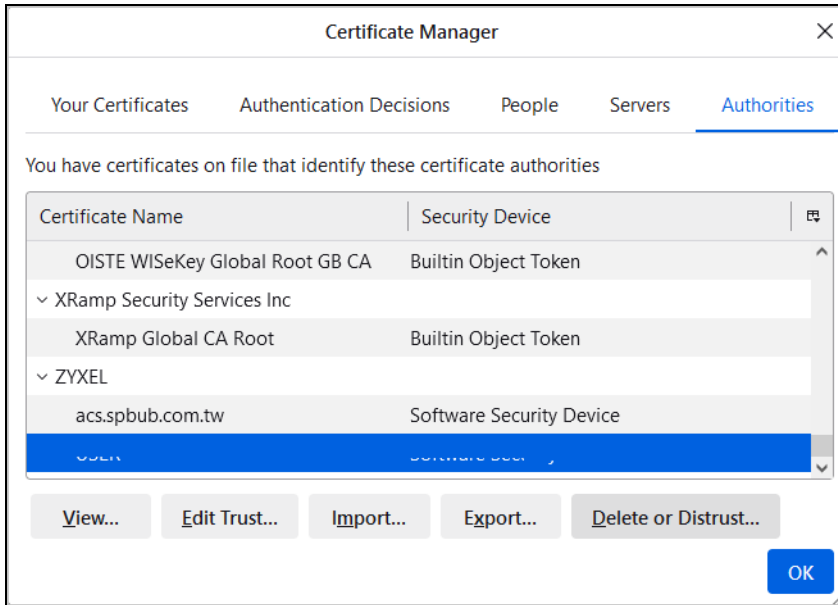 Certificate Manager
Your Certificates Authentication Decisions People Servers Authorities
You have certificates on file that identify these certificate authorities
Certificate Name Security Device
OISTE WISeKey Global Root GB CA Builtin Object Token
XRamp Security Services Inc
XRamp Global CA Root Builtin Object Token
ZYXEL
acs.spbub.com.tw Software Security Device
View... Edit Trust... Import... Export... Delete or Distrust...
OK